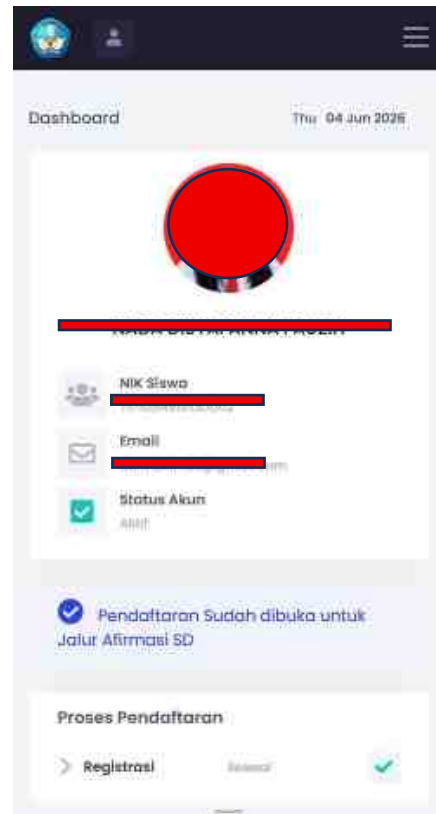 Dashboard
Thu 04 Jun 2026
NIK Siswa
Email
Status Akun
Aktif
Pendaftaran Sudah dibuka untuk
Jalur Afirmasi SD
Proses Pendaftaran
Registrasi